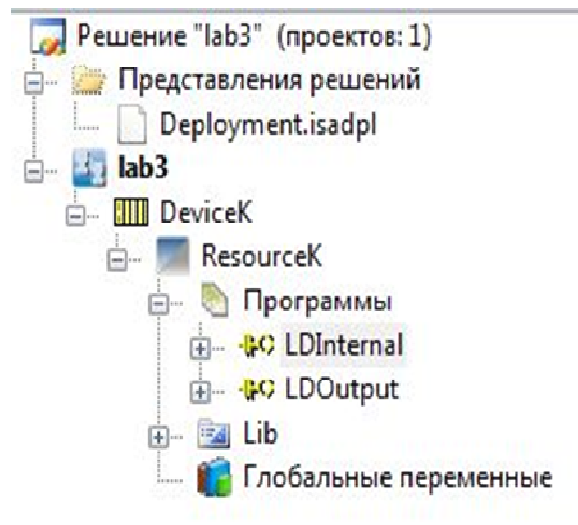 Решение "lab3" (проектов: 1)
Представления решений
Deployment.isadpl
lab3
DeviceK
ResourceK
Программы
LDInternal
LDOutput
Lib
Глобальные переменные